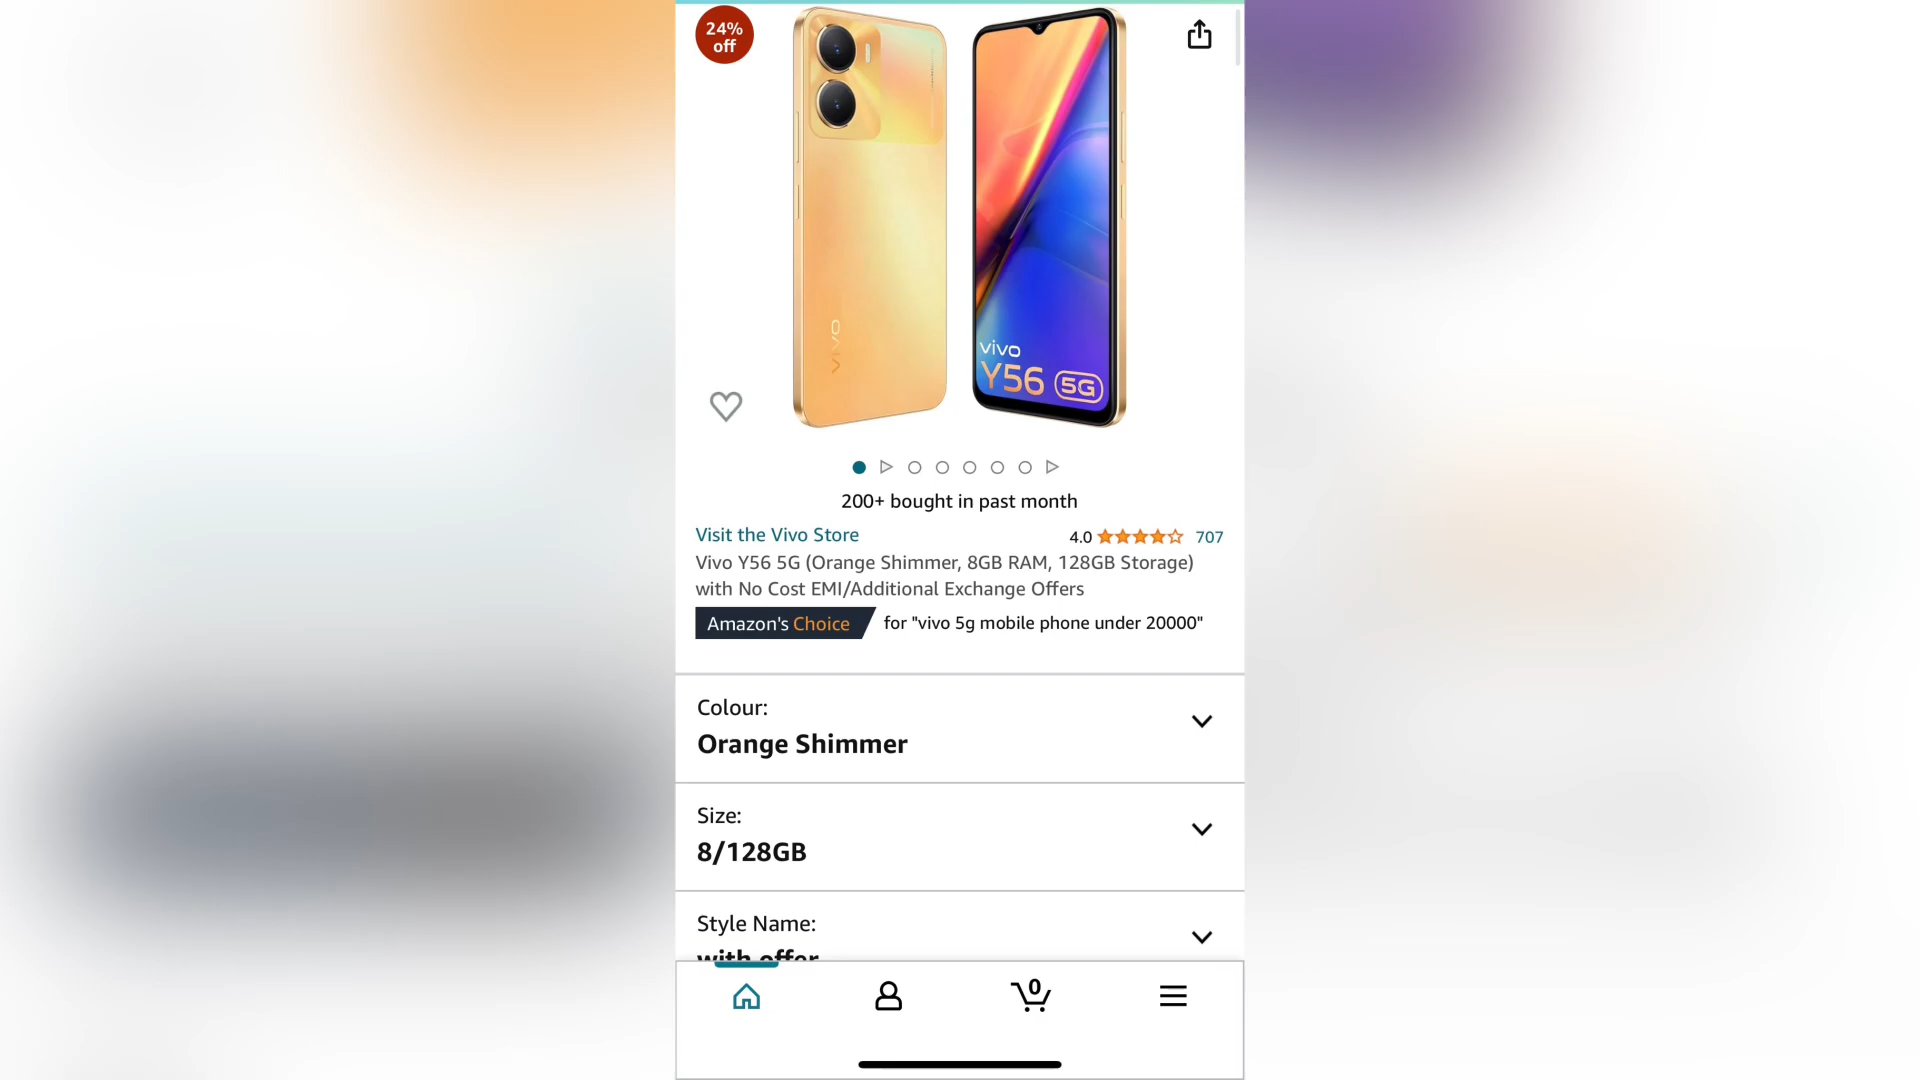 24%
off
vivo
vivo
Y56 5G
200+ bought in past month
Visit the Vivo Store 4.0 707
Vivo Y56 5G (Orange Shimmer, 8GB RAM, 128GB Storage)
with No Cost EMI/Additional Exchange Offers
Amazon's Choice for "vivo 5g mobile phone under 20000"
Colour:
Orange Shimmer
Size:
8/128GB
Style Name:
with offer
0